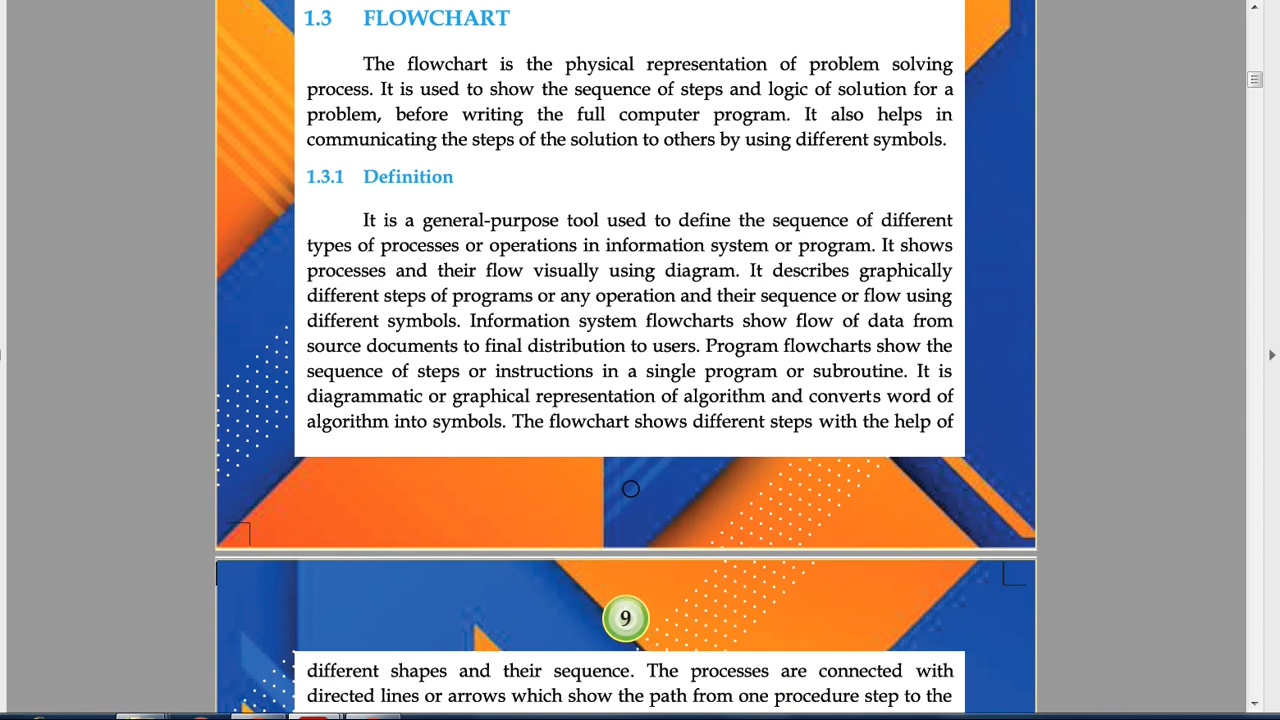 1.3 FLOWCHART
The flowchart is the physical representation of problem solving
process. It is used to show the sequence of steps and logic of solution for a
problem, before writing the full computer program. It also helps in
communicating the steps of the solution to others by using different symbols.
1.3.1 Definition
It is a general-purpose tool used to define the sequence of different
types of processes or operations in information system or program. It shows
processes and their flow visually using diagram. It describes graphically
different steps of programs or any operation and their sequence or flow using
different symbols. Information system flowcharts show flow of data from
source documents to final distribution to users. Program flowcharts show the
sequence of steps or instructions in a single program or subroutine. It is
diagrammatic or graphical representation of algorithm and converts word of
algorithm into symbols. The flowchart shows different steps with the help of
9
different shapes and their sequence. The processes are connected with
directed lines or arrows which show the path from one procedure step to the